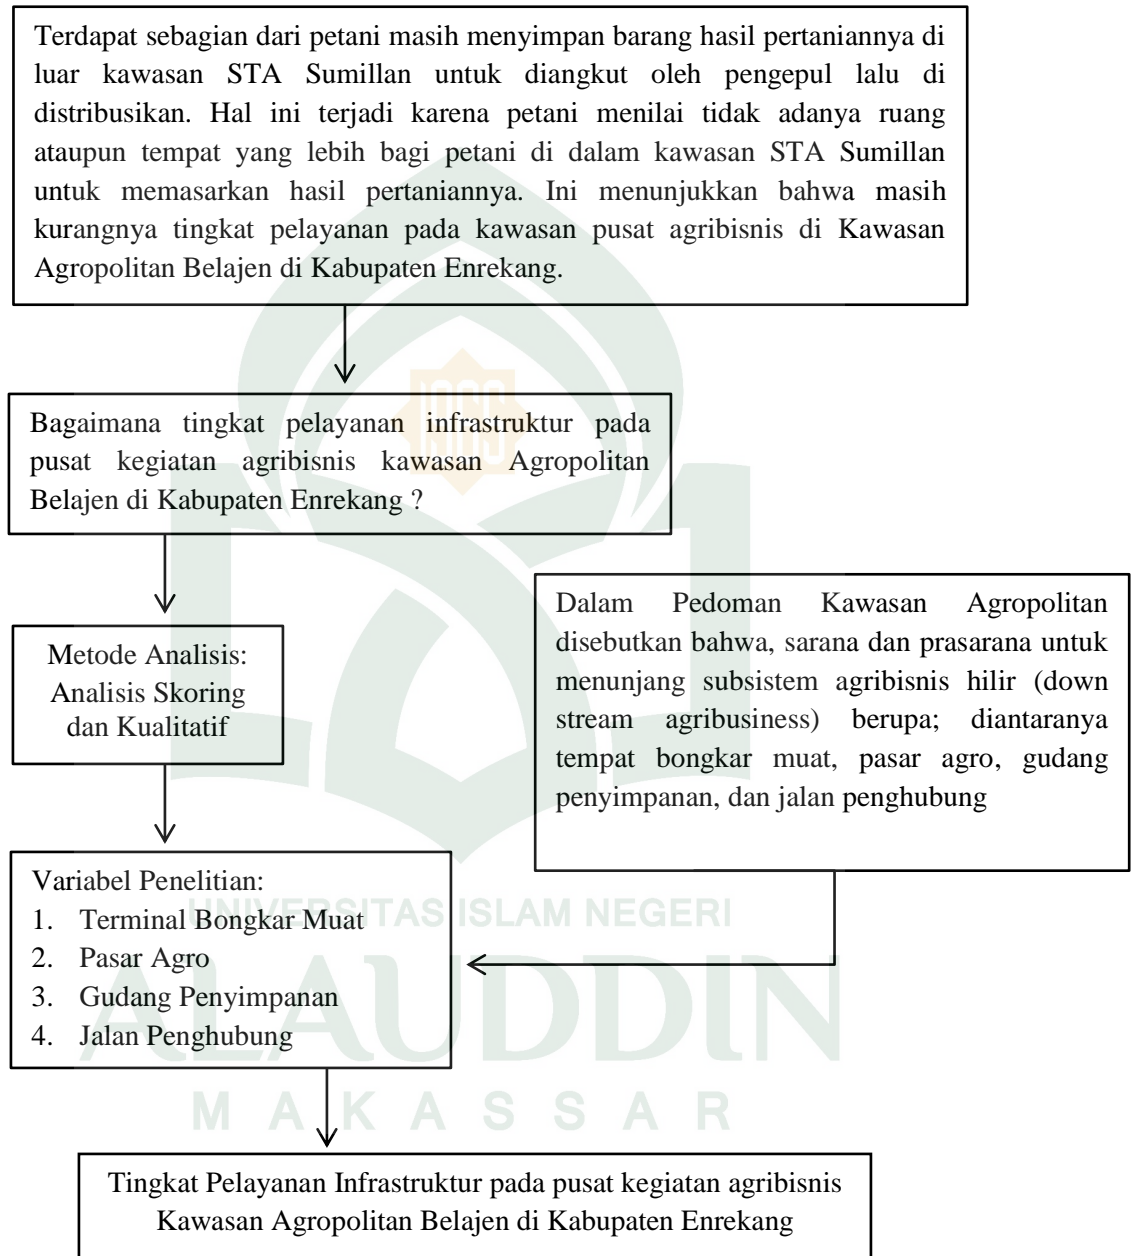 Terdapat sebagian dari petani masih menyimpan barang hasil pertaniannya di
luar kawasan STA Sumillan untuk diangkut oleh pengepul lalu di
distribusikan. Hal ini terjadi karena petani menilai tidak adanya ruang
ataupun tempat yang lebih bagi petani di dalam kawasan STA Sumillan
untuk memasarkan hasil pertaniannya. Ini menunjukkan bahwa masih
kurangnya tingkat pelayanan pada kawasan pusat agribisnis di Kawasan
Agropolitan Belajen di Kabupaten Enrekang.
Bagaimana tingkat pelayanan infrastruktur pada
pusat kegiatan agribisnis kawasan Agropolitan
Belajen di Kabupaten Enrekang ?
Metode Analisis:
Analisis Skoring
dan Kualitatif
Dalam Pedoman Kawasan Agropolitan
disebutkan bahwa, sarana dan prasarana untuk
menunjang subsistem agribisnis hilir (down
stream agribusiness) berupa; diantaranya
tempat bongkar muat, pasar agro, gudang
penyimpanan, dan jalan penghubung
Variabel Penelitian:
1. Terminal Bongkar Muat
2. Pasar Agro
3. Gudang Penyimpanan
4. Jalan Penghubung
UNIVERSITAS ISLAM NEGERI
ALAUDDIN
MAKASSAR
Tingkat Pelayanan Infrastruktur pada pusat kegiatan agribisnis
Kawasan Agropolitan Belajen di Kabupaten Enrekang